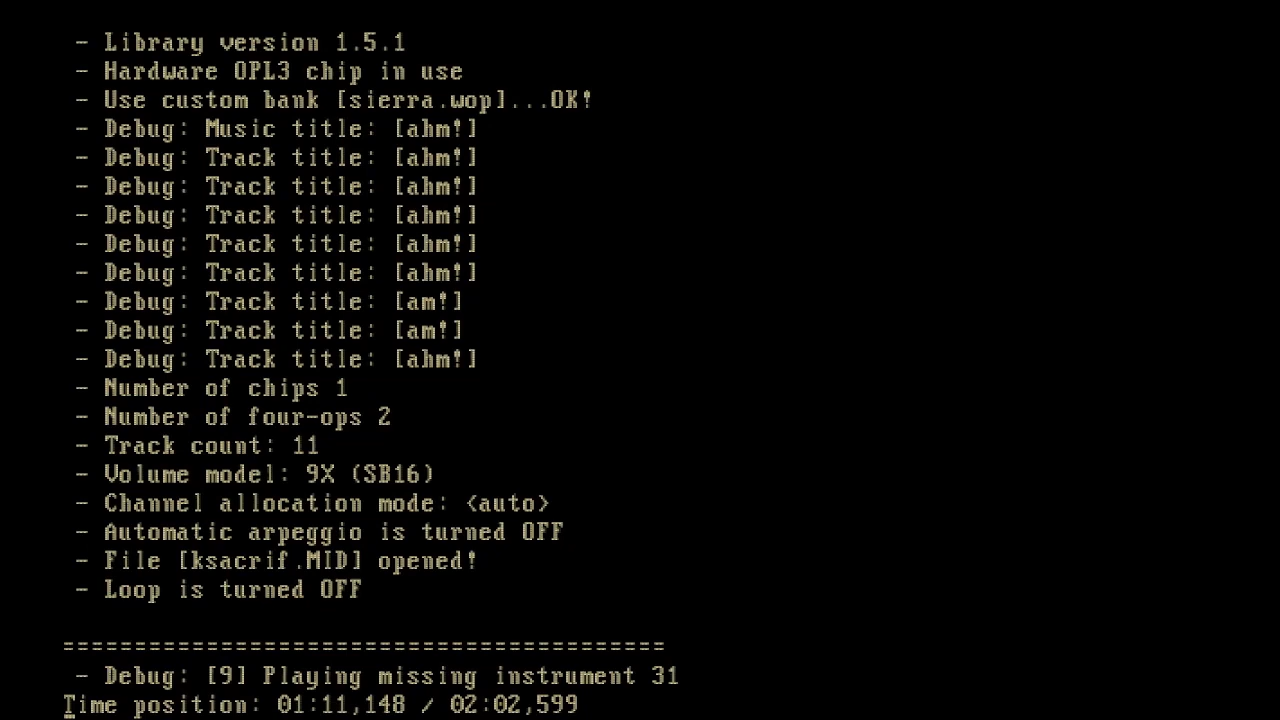 - Library version 1.5.1
- Hardware OPL3 chip in use
- Use custom bank [sierra.wop]...OK!
- Debug: Music title: [ahm!]
- Debug: Track title: [ahm!]
- Debug: Track title: [ahm!]
- Debug: Track title: [ahm!]
- Debug: Track title: [ahm!]
- Debug: Track title: [ahm!]
- Debug: Track title: [am!]
- Debug: Track title: [am!]
- Debug: Track title: [ahm!]
- Number of chips 1
- Number of four-ops 2
- Track count: 11
- Volume model: 9X (SB16)
- Channel allocation mode: <auto>
- Automatic arpeggio is turned OFF
- File [ksacrif.MID] opened!
- Loop is turned OFF
==========================================
- Debug: [9] Playing missing instrument 31
Time position: 01:11,148 / 02:02,599